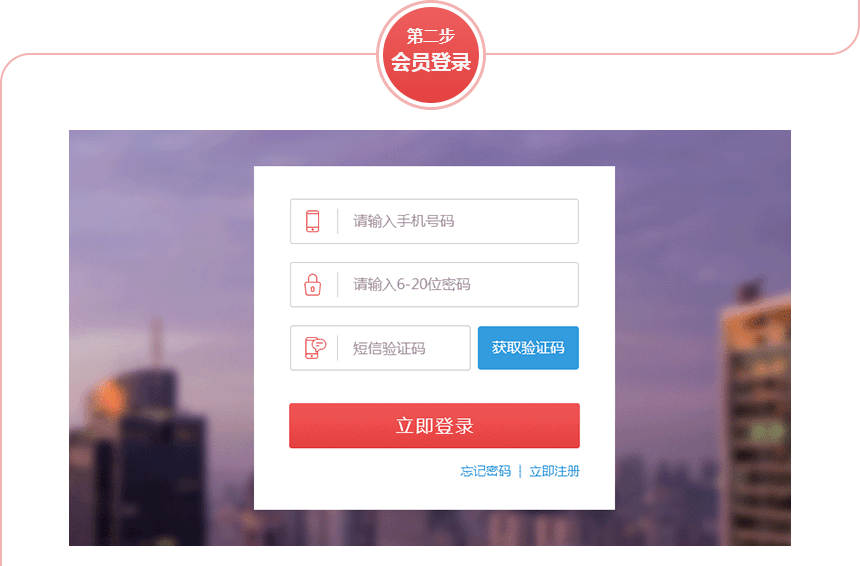 第二步
会员登录
请输入手机号码
请输入6-20位密码
短信验证码
获取验证码
立即登录
忘记密码 | 立即注册